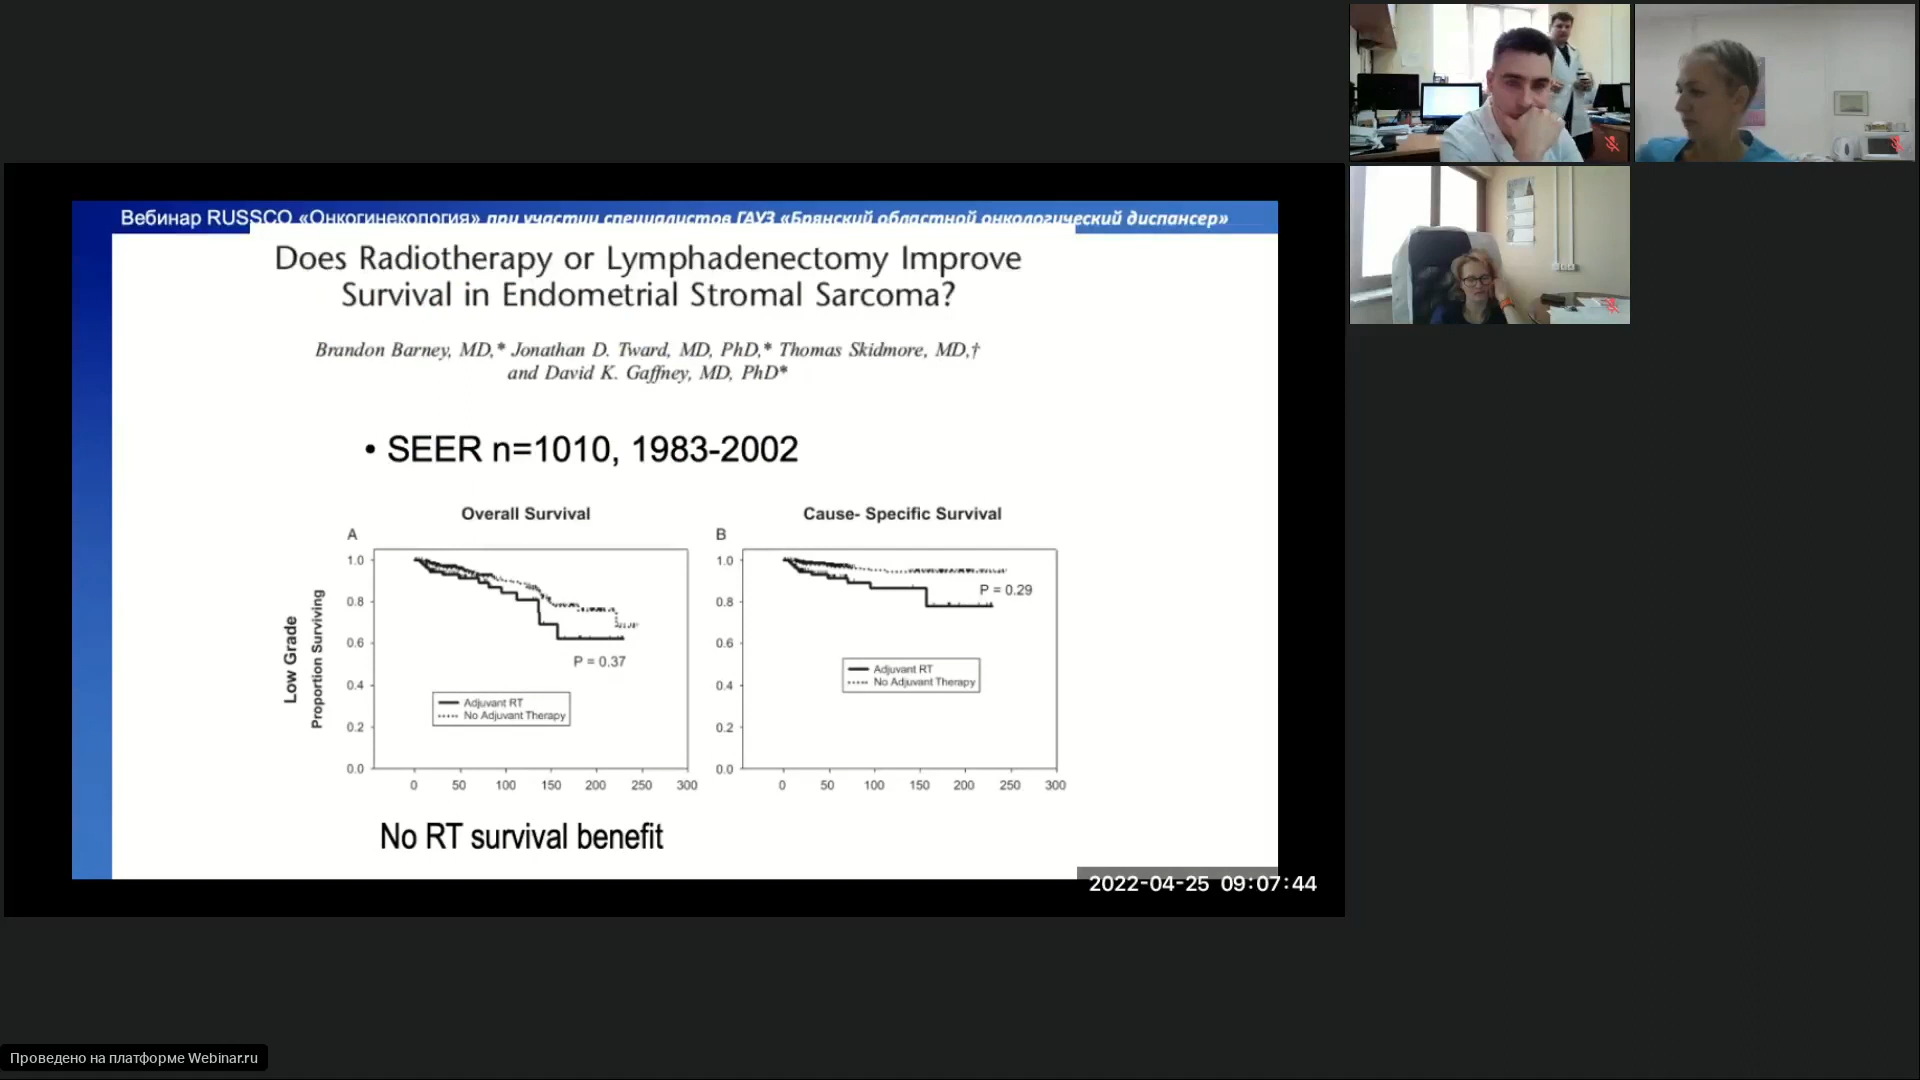 Вебинар RUSSCO «Онкогинекология» при участии специалистов ГАУЗ «Брянский областной онкологический диспансер»
Does Radiotherapy or Lymphadenectomy Improve
Survival in Endometrial Stromal Sarcoma?
Brandon Barney, MD,* Jonathan D. Tward, MD, PhD,* Thomas Skidmore, MD,†
and David K. Gaffney, MD, PhD*
• SEER n=1010, 1983-2002
Overall Survival
A
Low Grade
Proportion Surviving
1.0
0.8
0.6
0.4
0.2
0.0
P = 0.37
Adjuvant RT
No Adjuvant Therapy
0 50 100 150 200 250 300
Cause- Specific Survival
B
1.0
0.8
0.6
0.4
0.2
0.0
P = 0.29
Adjuvant RT
No Adjuvant Therapy
0 50 100 150 200 250 300
No RT survival benefit
2022-04-25 09:07:44
Проведено на платформе Webinar.ru